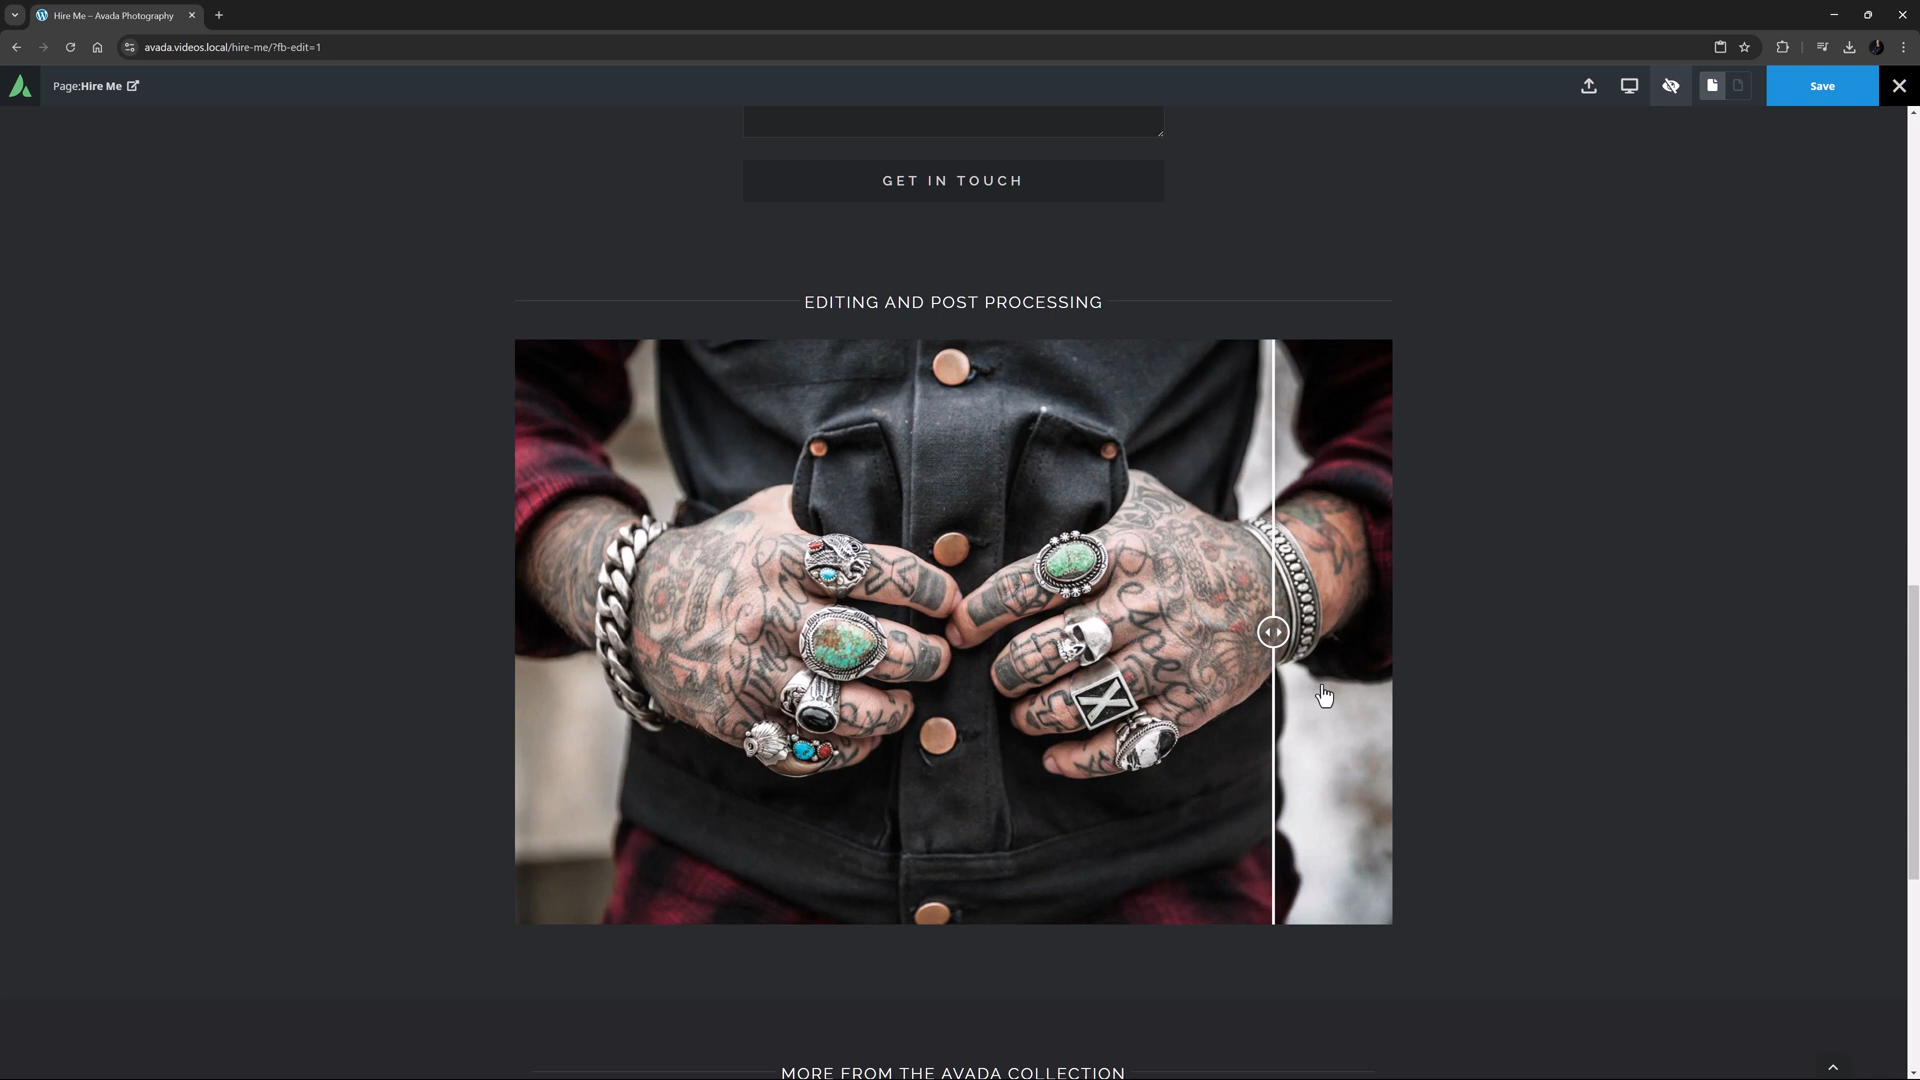 Hire Me – Avada Photography
avada.videos.local/hire-me/?fb-edit=1
Page:Hire Me
Save
GET IN TOUCH
EDITING AND POST PROCESSING
X
MORE FROM THE AVADA COLLECTION